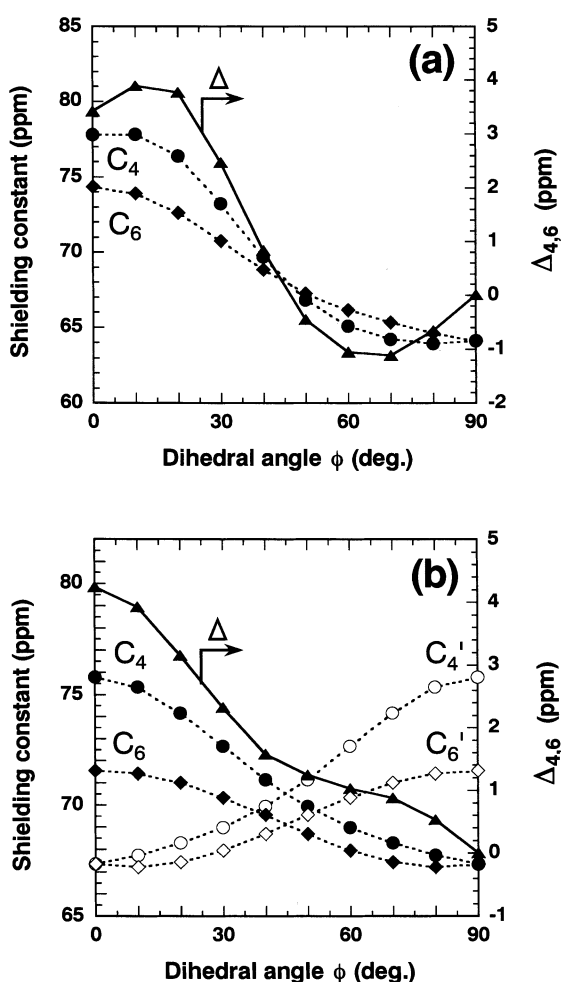 (a)
Shielding constant (ppm)
85
80
75
70
65
60
5
4
3
2
1
0
-1
-2
Δ4,6 (ppm)
Δ
C4
C6
0 30 60 90
Dihedral angle ϕ (deg.)
(b)
Shielding constant (ppm)
80
75
70
65
5
4
3
2
1
0
-1
Δ4,6 (ppm)
Δ
C4
C4'
C6
C6'
0 30 60 90
Dihedral angle ϕ (deg.)